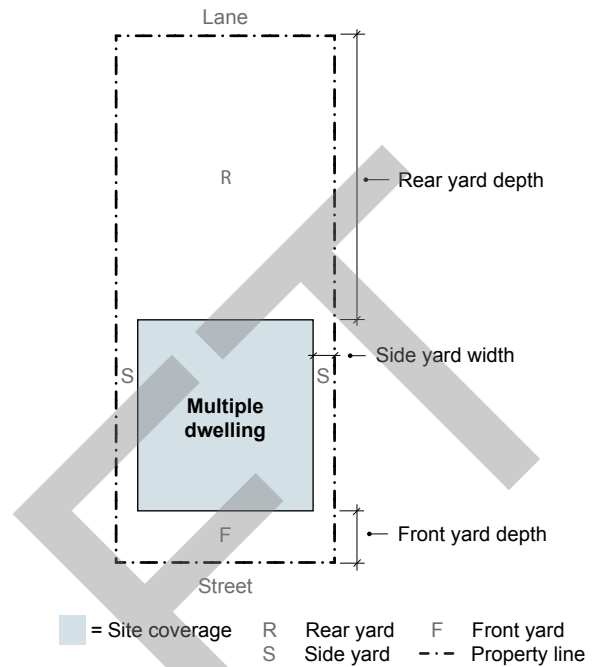 Lane
R
Rear yard depth
Side yard width
S
S
Multiple
dwelling
F
Front yard depth
Street
= Site coverage R Rear yard F Front yard
S Side yard Property line